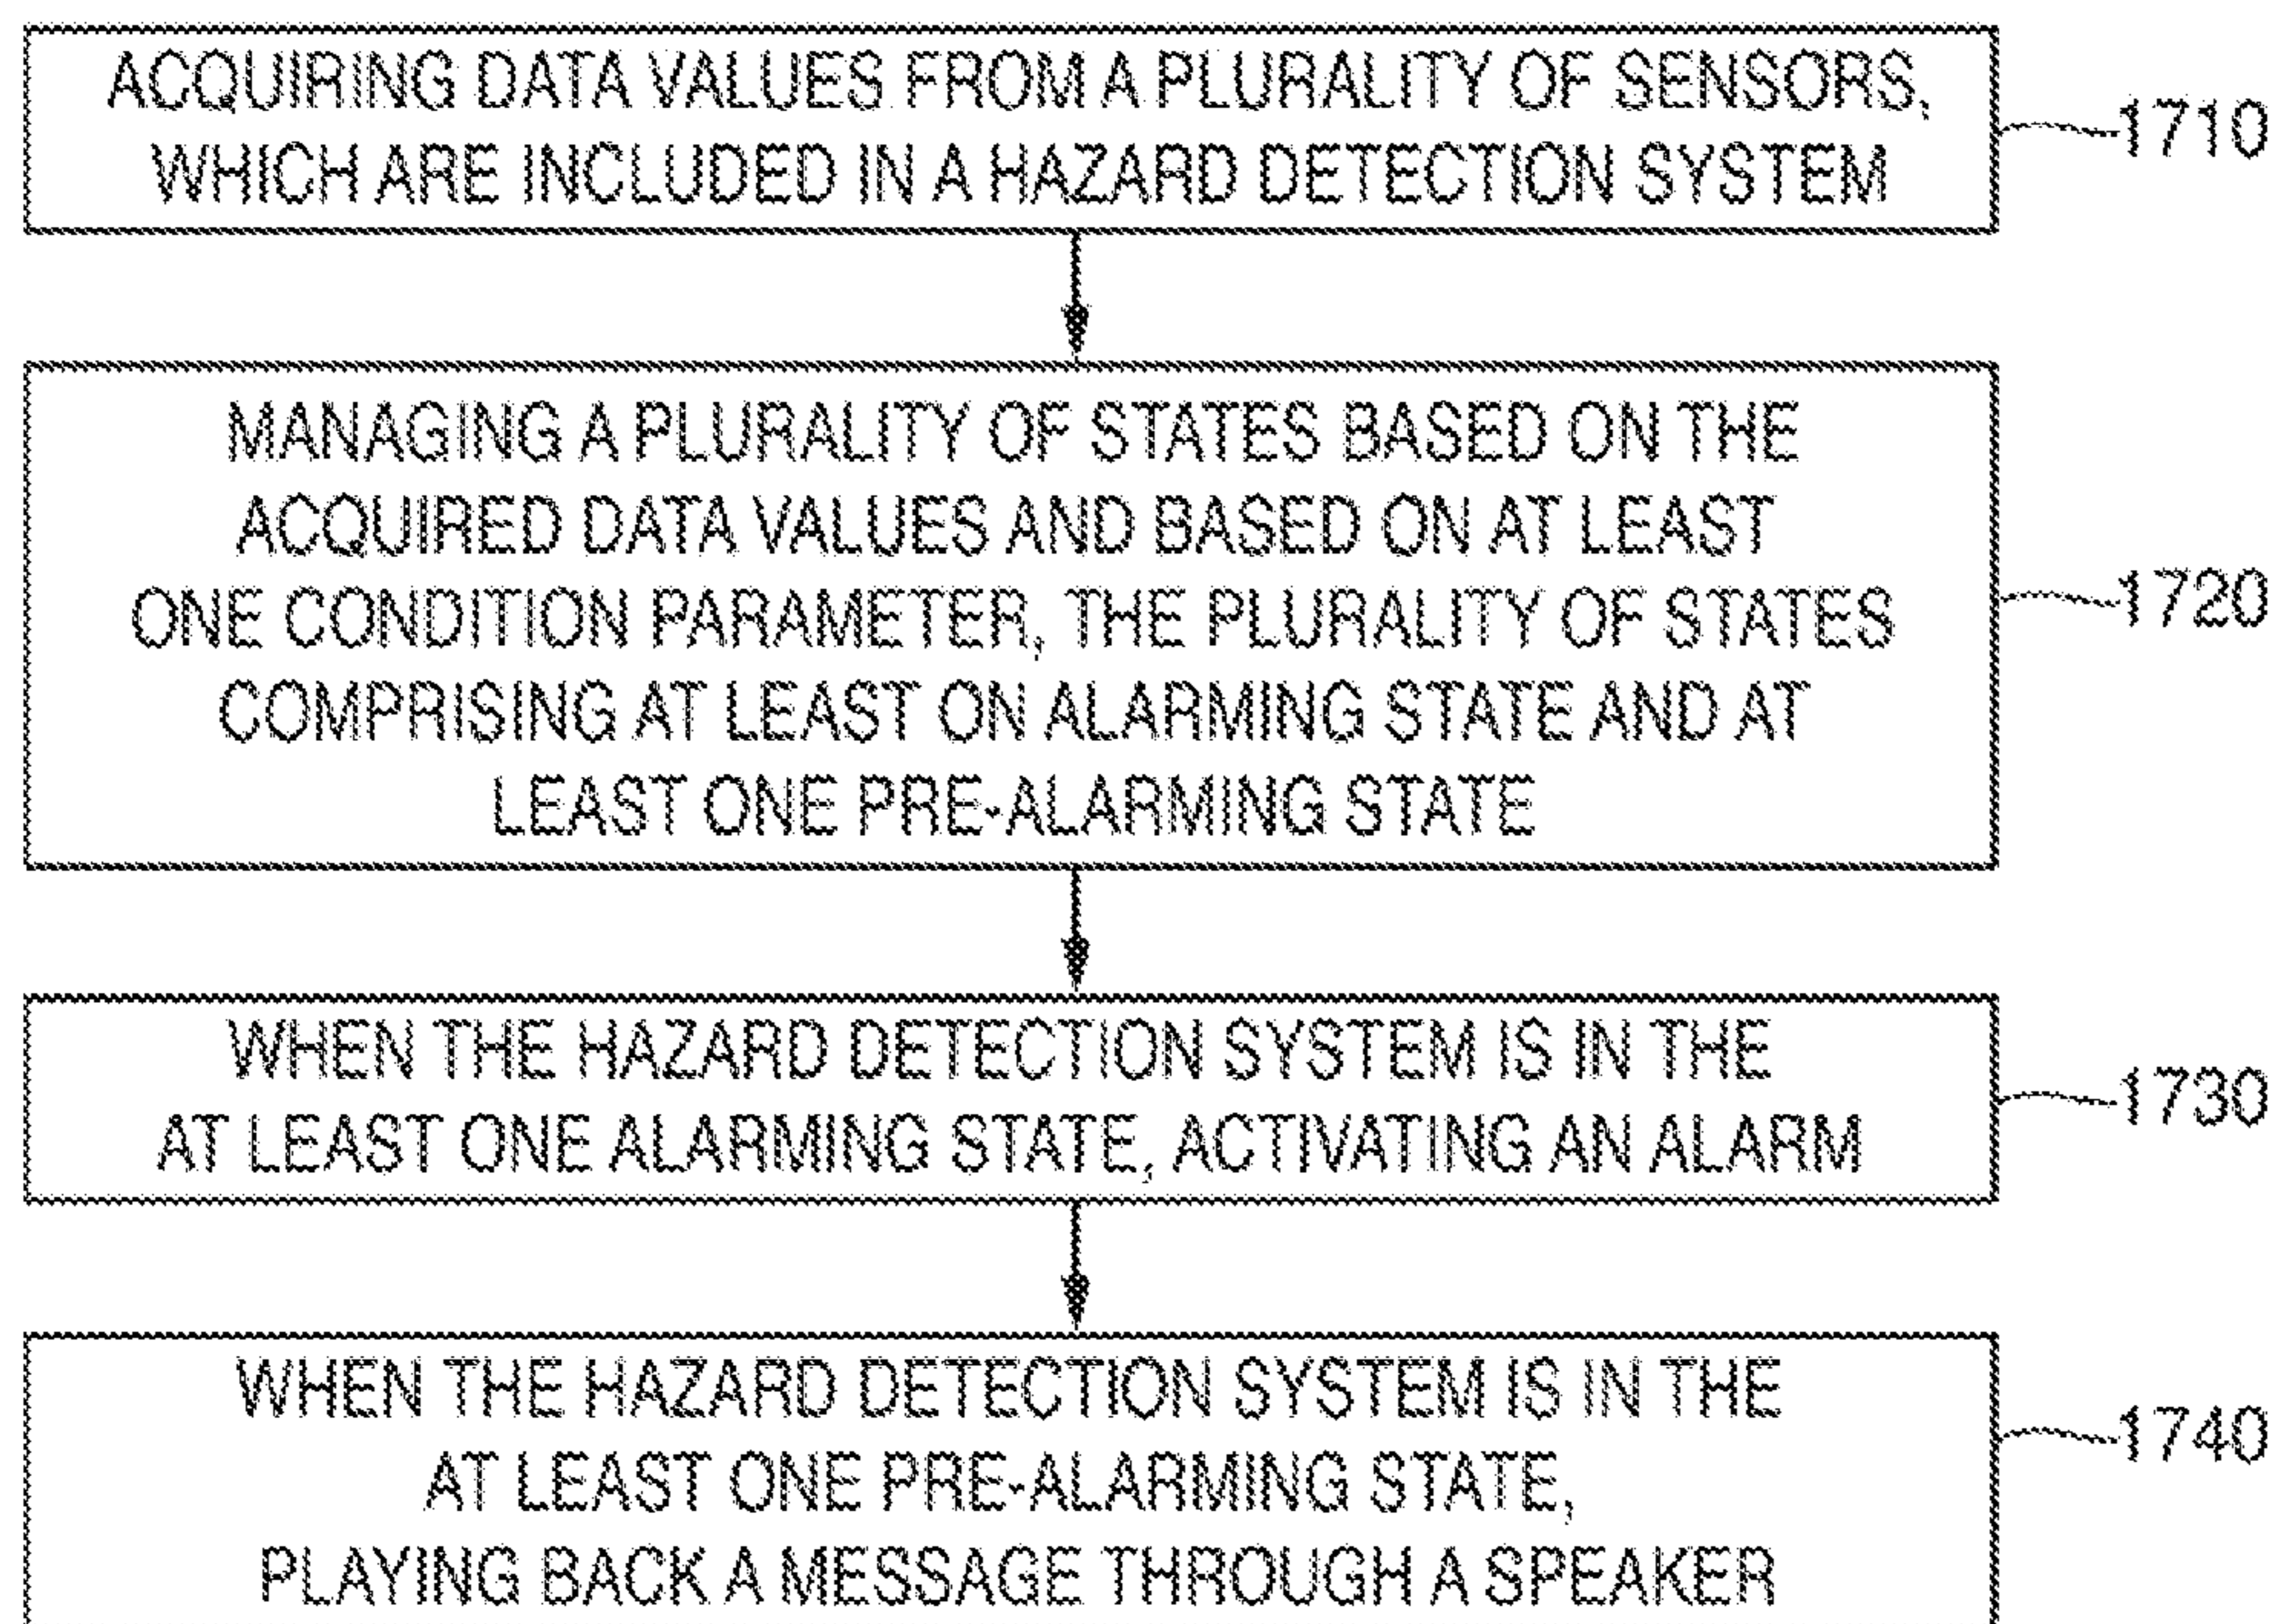 ACQUIRING DATA VALUES FROM A PLURALITY OF SENSORS,
WHICH ARE INCLUDED IN A HAZARD DETECTION SYSTEM
1710
MANAGING A PLURALITY OF STATES BASED ON THE
ACQUIRED DATA VALUES AND BASED ON AT LEAST
ONE CONDITION PARAMETER, THE PLURALITY OF STATES
COMPRISING AT LEAST ON ALARMING STATE AND AT
LEAST ONE PRE-ALARMING STATE
1720
WHEN THE HAZARD DETECTION SYSTEM IS IN THE
AT LEAST ONE ALARMING STATE, ACTIVATING AN ALARM
1730
WHEN THE HAZARD DETECTION SYSTEM IS IN THE
AT LEAST ONE PRE-ALARMING STATE,
PLAYING BACK A MESSAGE THROUGH A SPEAKER
1740